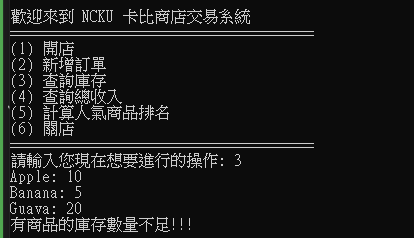 歡迎來到 NCKU 卡比商店交易系統
(1) 開店
(2) 新增訂單
(3) 查詢庫存
(4) 查詢總收入
(5) 計算人氣商品排名
(6) 關店
請輸入您現在想要進行的操作: 3
Apple: 10
Banana: 5
Guava: 20
有商品的庫存數量不足!!!